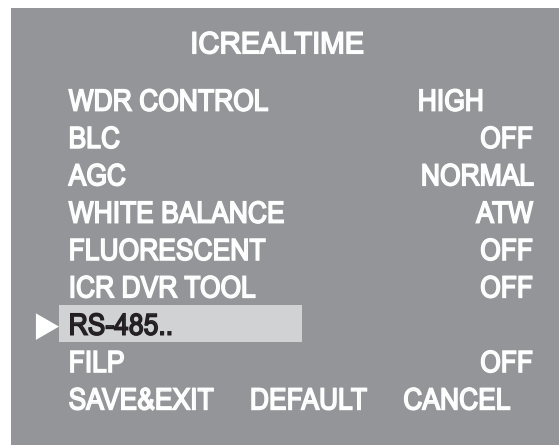 ICREALTIME
WDR CONTROL HIGH
BLC OFF
AGC NORMAL
WHITE BALANCE ATW
FLUORESCENT OFF
ICR DVR TOOL OFF
RS-485..
FILP OFF
SAVE&EXIT DEFAULT CANCEL